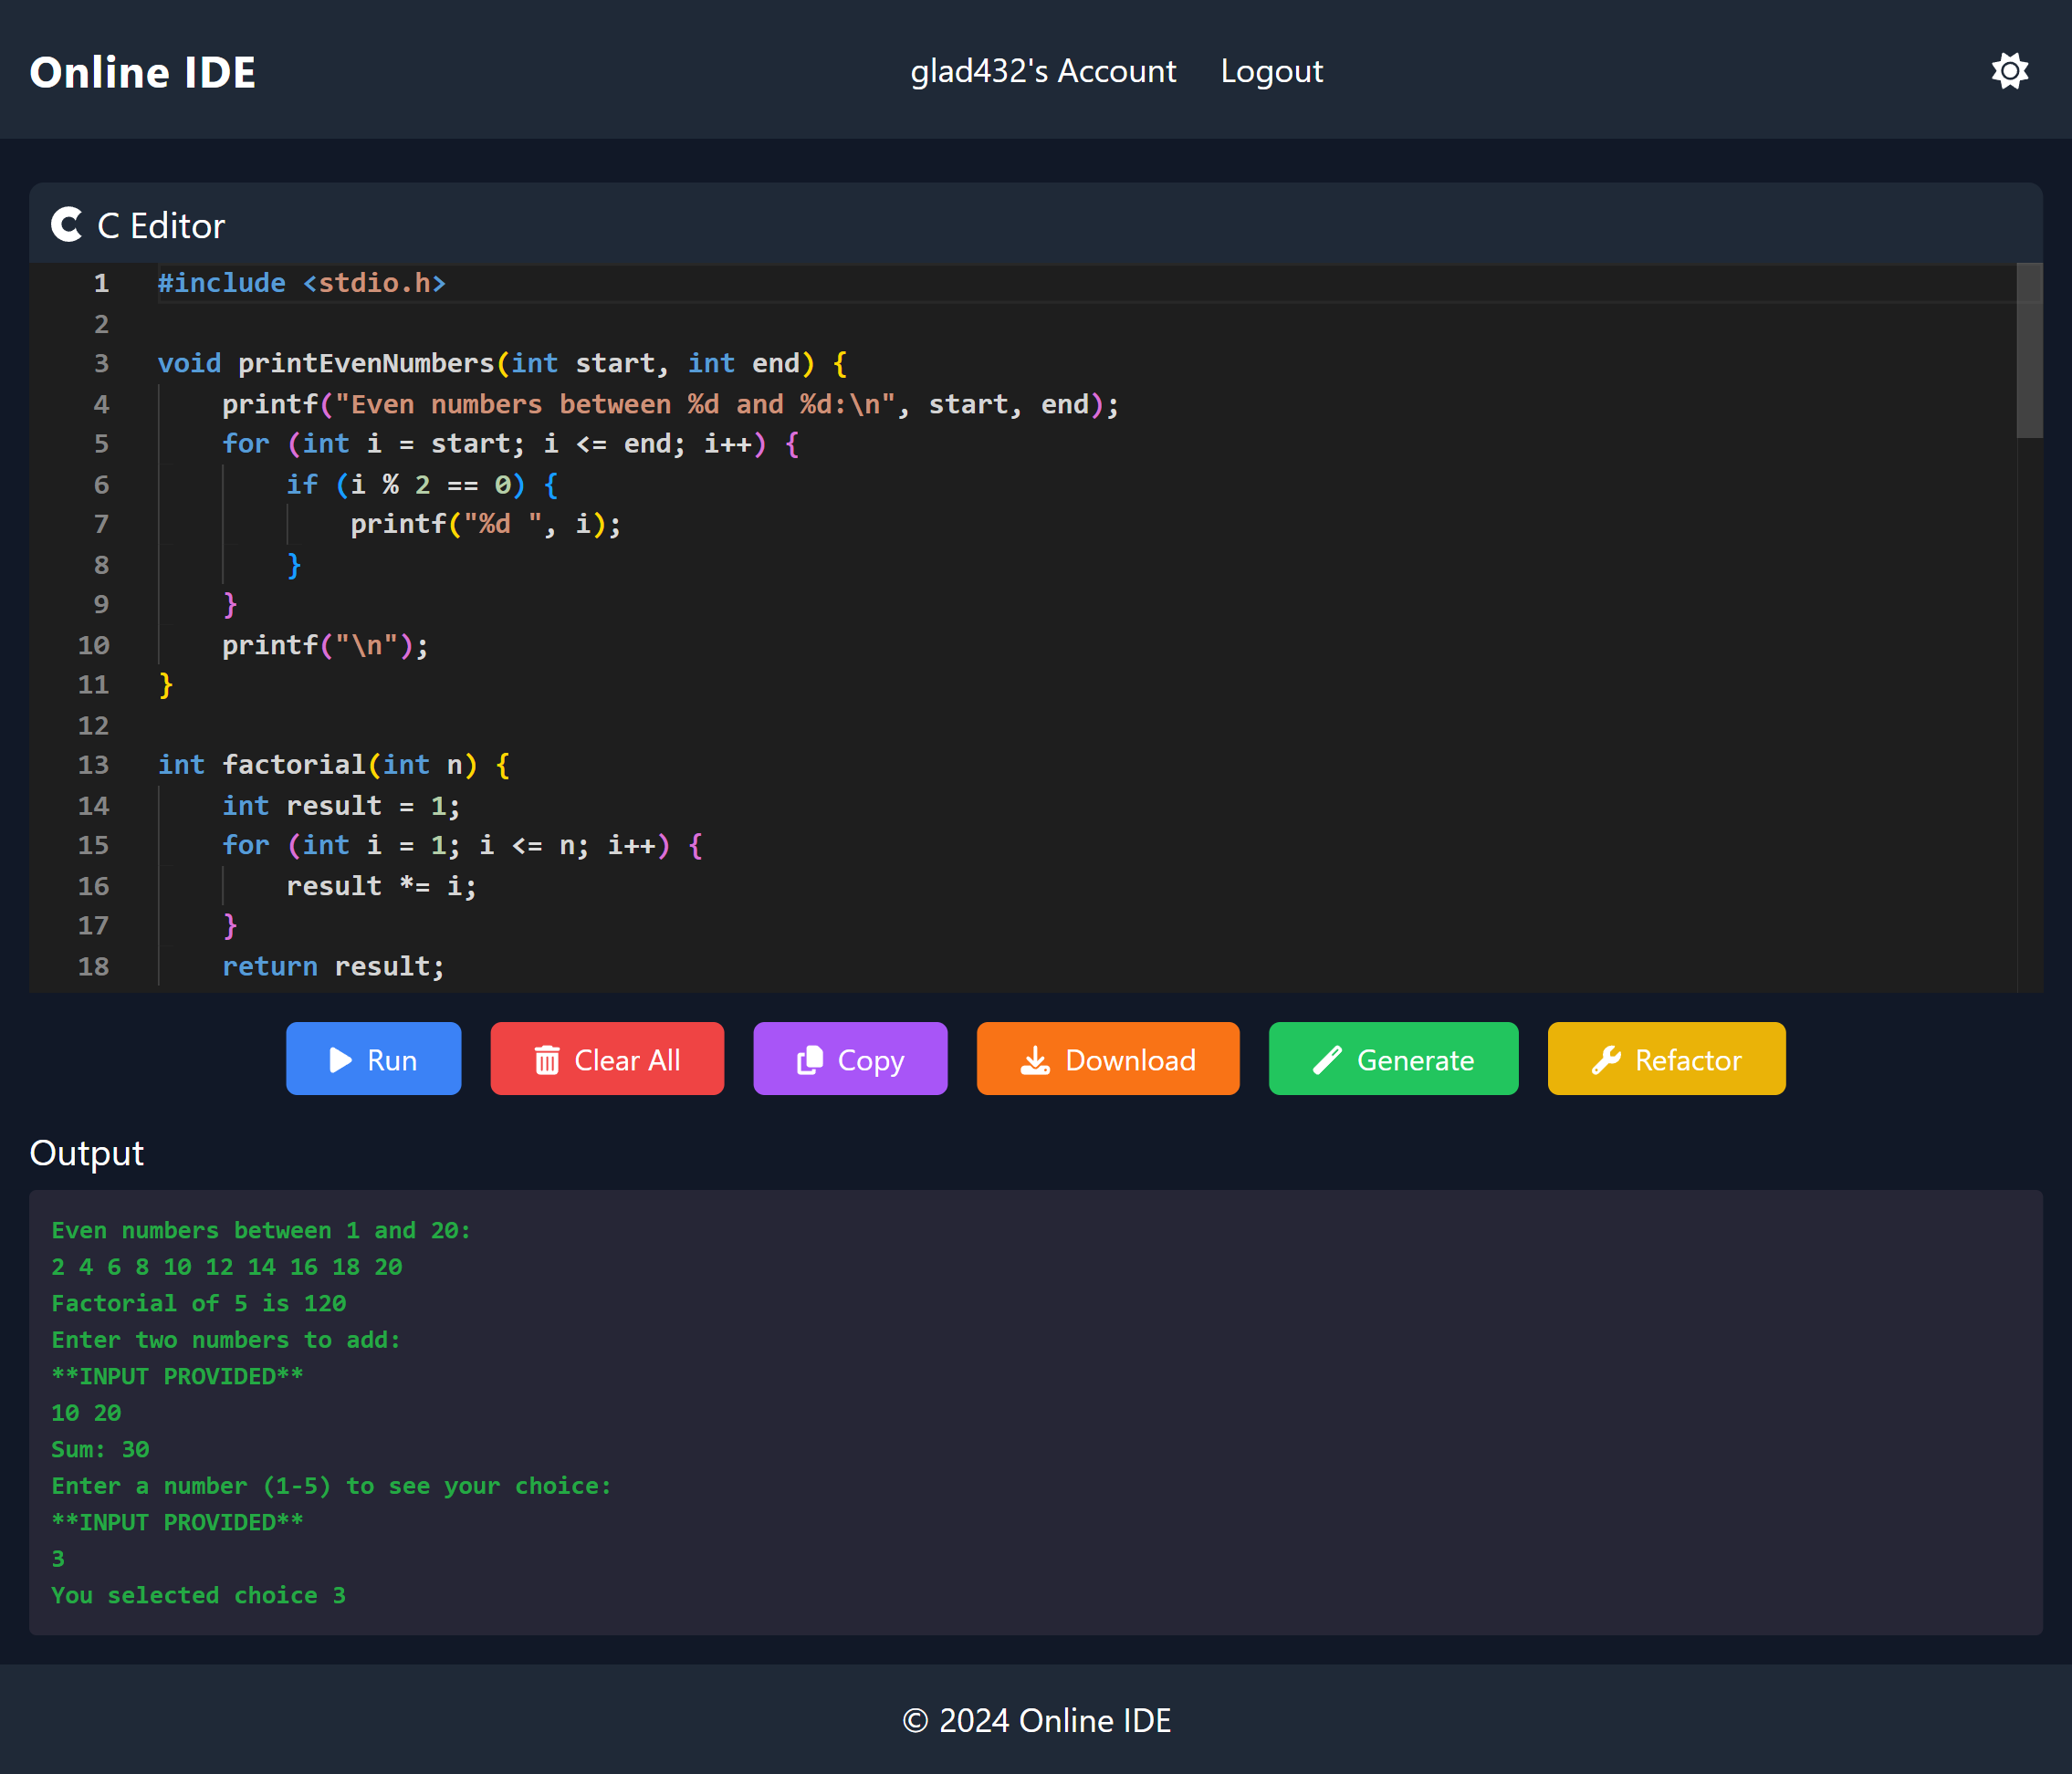 Online IDE
glad432's Account Logout
C Editor
1 #include <stdio.h>
2
3 void printEvenNumbers(int start, int end) {
4     printf("Even numbers between %d and %d:\n", start, end);
5     for (int i = start; i <= end; i++) {
6         if (i % 2 == 0) {
7             printf("%d ", i);
8         }
9     }
10     printf("\n");
11 }
12
13 int factorial(int n) {
14     int result = 1;
15     for (int i = 1; i <= n; i++) {
16         result *= i;
17     }
18     return result;
Run Clear All Copy Download Generate Refactor
Output
Even numbers between 1 and 20:
2 4 6 8 10 12 14 16 18 20
Factorial of 5 is 120
Enter two numbers to add:
**INPUT PROVIDED**
10 20
Sum: 30
Enter a number (1-5) to see your choice:
**INPUT PROVIDED**
3
You selected choice 3
© 2024 Online IDE